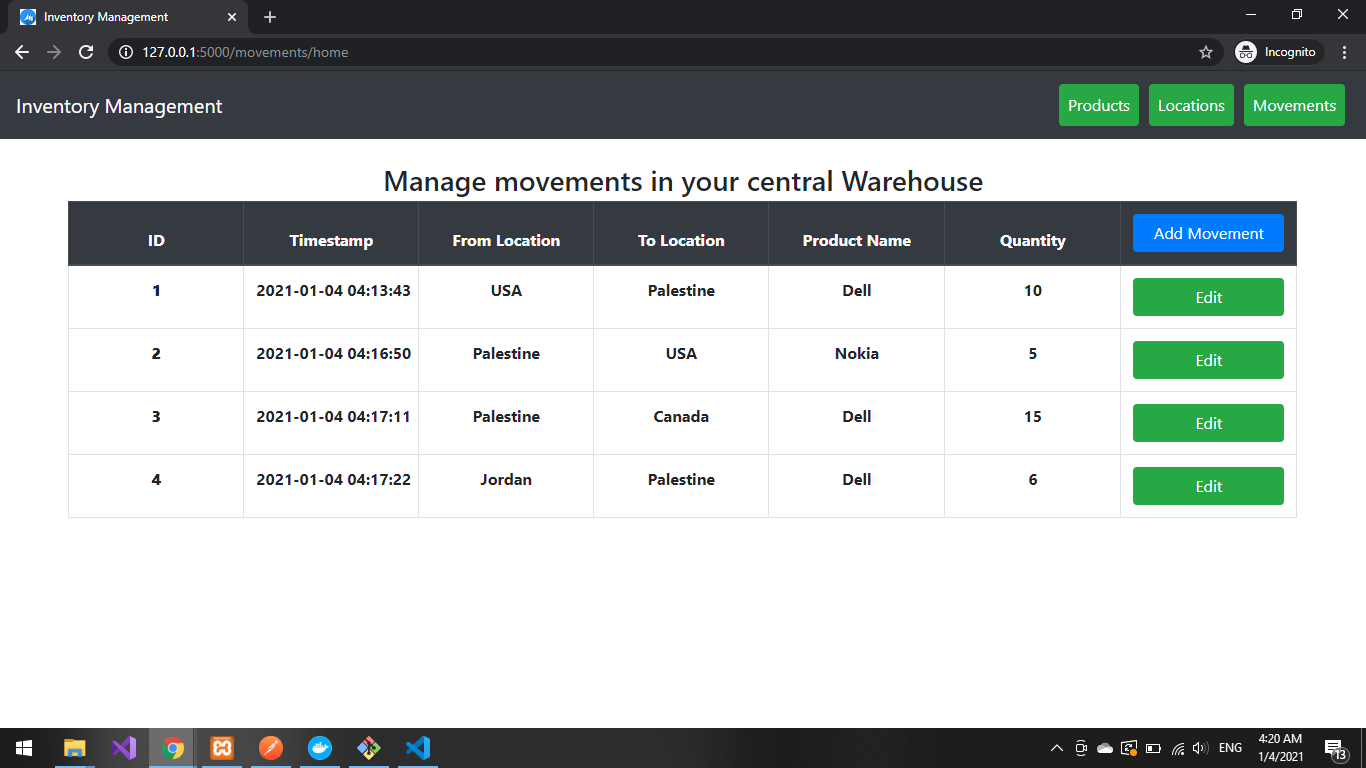 Inventory Management
127.0.0.1:5000/movements/home
Incognito
Inventory Management
Products Locations Movements
Manage movements in your central Warehouse
ID Timestamp From Location To Location Product Name Quantity Add Movement
1 2021-01-04 04:13:43 USA Palestine Dell 10 Edit
2 2021-01-04 04:16:50 Palestine USA Nokia 5 Edit
3 2021-01-04 04:17:11 Palestine Canada Dell 15 Edit
4 2021-01-04 04:17:22 Jordan Palestine Dell 6 Edit
ENG
4:20 AM
1/4/2021
13